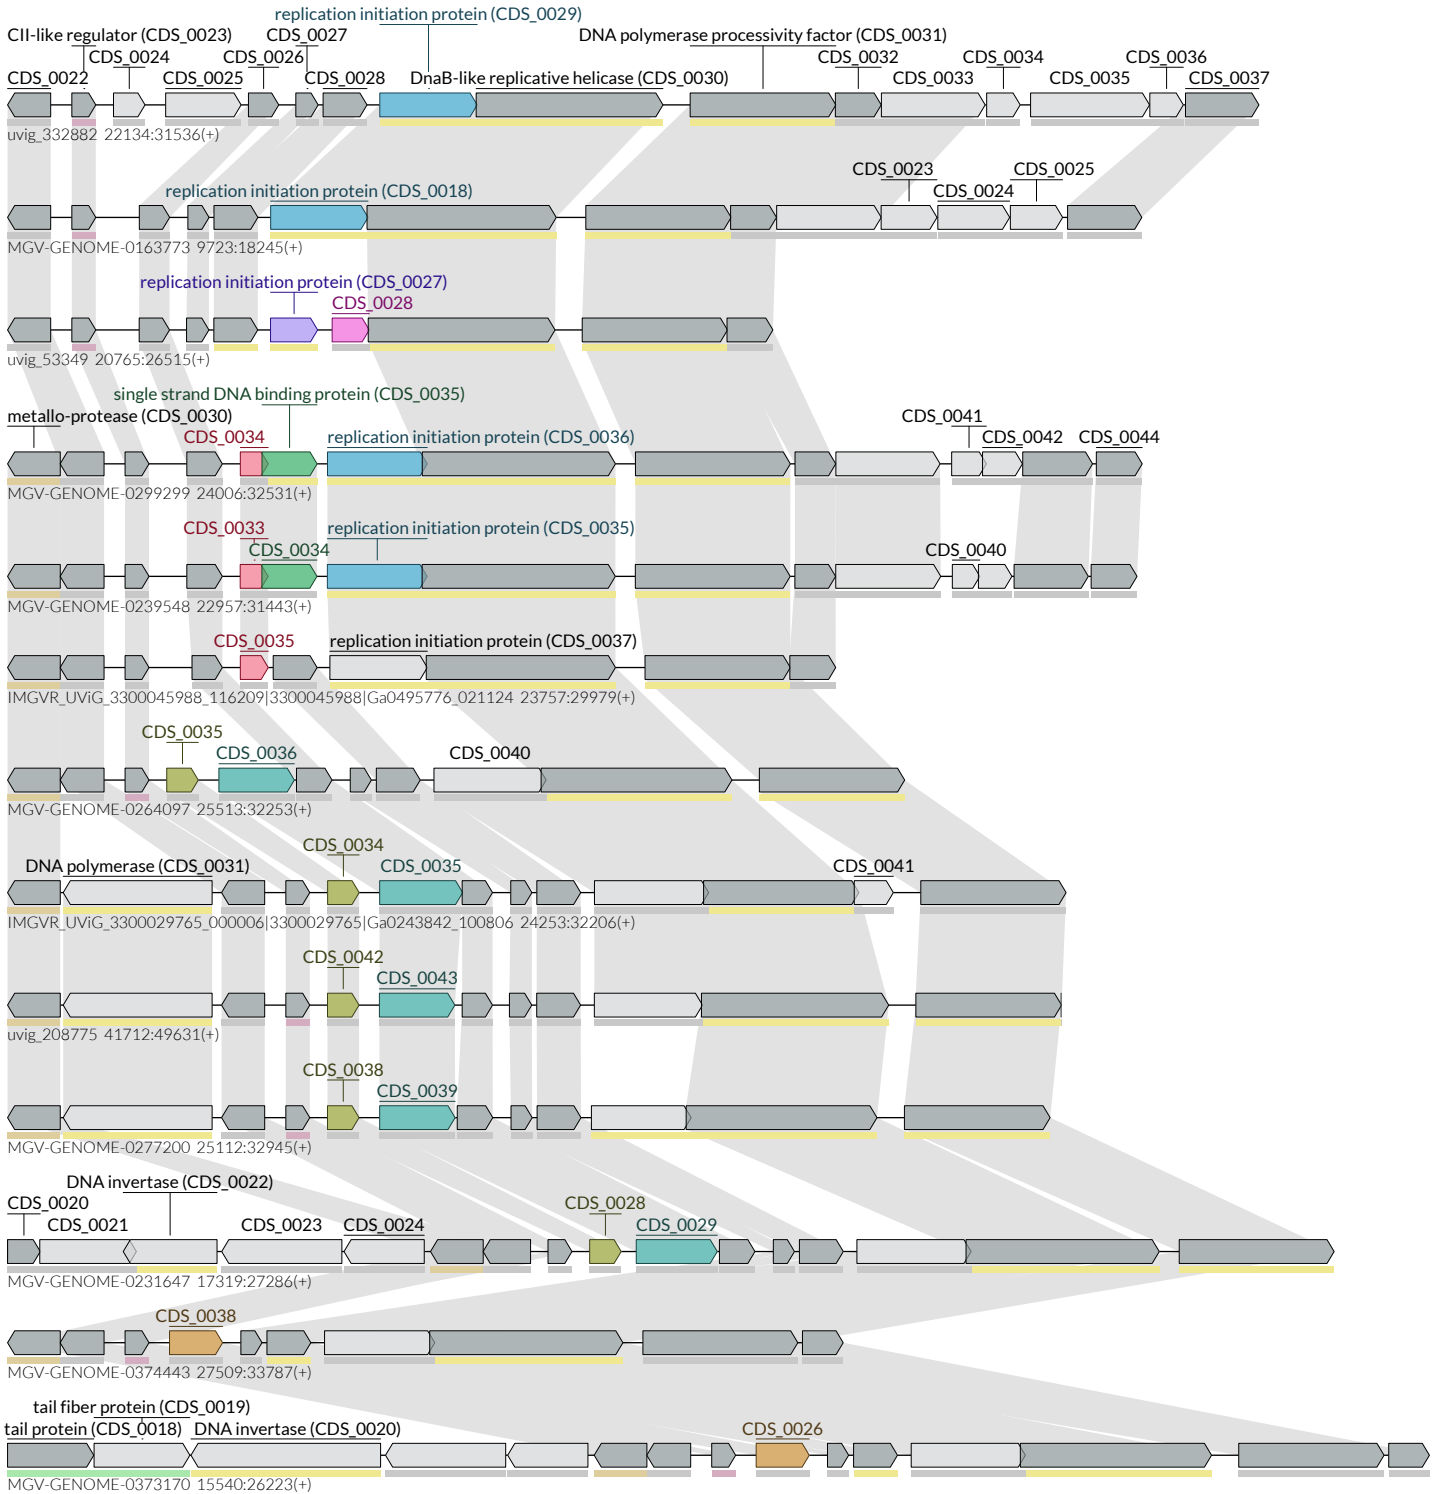 replication initiation protein (CDS_0029)
CII-like regulator (CDS_0023) CDS_0027 DNA polymerase processivity factor (CDS_0031)
CDS_0024 CDS_0026 CDS_0032 CDS_0034 CDS_0036
CDS_0022 CDS_0025 CDS_0028 DnaB-like replicative helicase (CDS_0030) CDS_0033 CDS_0035 CDS_0037
uvig_332882 22134:31536(+)
CDS_0023 CDS_0025
replication initiation protein (CDS_0018) CDS_0024
MGV-GENOME-0163773 9723:18245(+)
replication initiation protein (CDS_0027)
CDS_0028
uvig_53349 20765:26515(+)
single strand DNA binding protein (CDS_0035)
metallo-protease (CDS_0030) CDS_0041
CDS_0034 replication initiation protein (CDS_0036) CDS_0042 CDS_0044
MGV-GENOME-0299299 24006:32531(+)
CDS_0033 replication initiation protein (CDS_0035)
CDS_0034 CDS_0040
MGV-GENOME-0239548 22957:31443(+)
CDS_0035 replication initiation protein (CDS_0037)
IMGVR_UViG_3300045988_116209|3300045988|Ga0495776_021124 23757:29979(+)
CDS_0035
CDS_0036 CDS_0040
MGV-GENOME-0264097 25513:32253(+)
CDS_0034
DNA polymerase (CDS_0031) CDS_0035 CDS_0041
IMGVR_UViG_3300029765_000006|3300029765|Ga0243842_100806 24253:32206(+)
CDS_0042
CDS_0043
uvig_208775 41712:49631(+)
CDS_0038
CDS_0039
MGV-GENOME-0277200 25112:32945(+)
DNA invertase (CDS_0022)
CDS_0020 CDS_0028
CDS_0021 CDS_0023 CDS_0024 CDS_0029
MGV-GENOME-0231647 17319:27286(+)
CDS_0038
MGV-GENOME-0374443 27509:33787(+)
tail fiber protein (CDS_0019)
tail protein (CDS_0018) DNA invertase (CDS_0020) CDS_0026
MGV-GENOME-0373170 15540:26223(+)